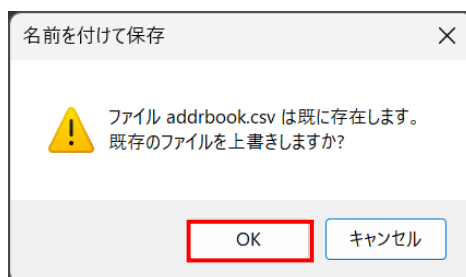 名前を付けて保存
ファイル addrbook.csv は既に存在します。
既存のファイルを上書きしますか?
OK
キャンセル